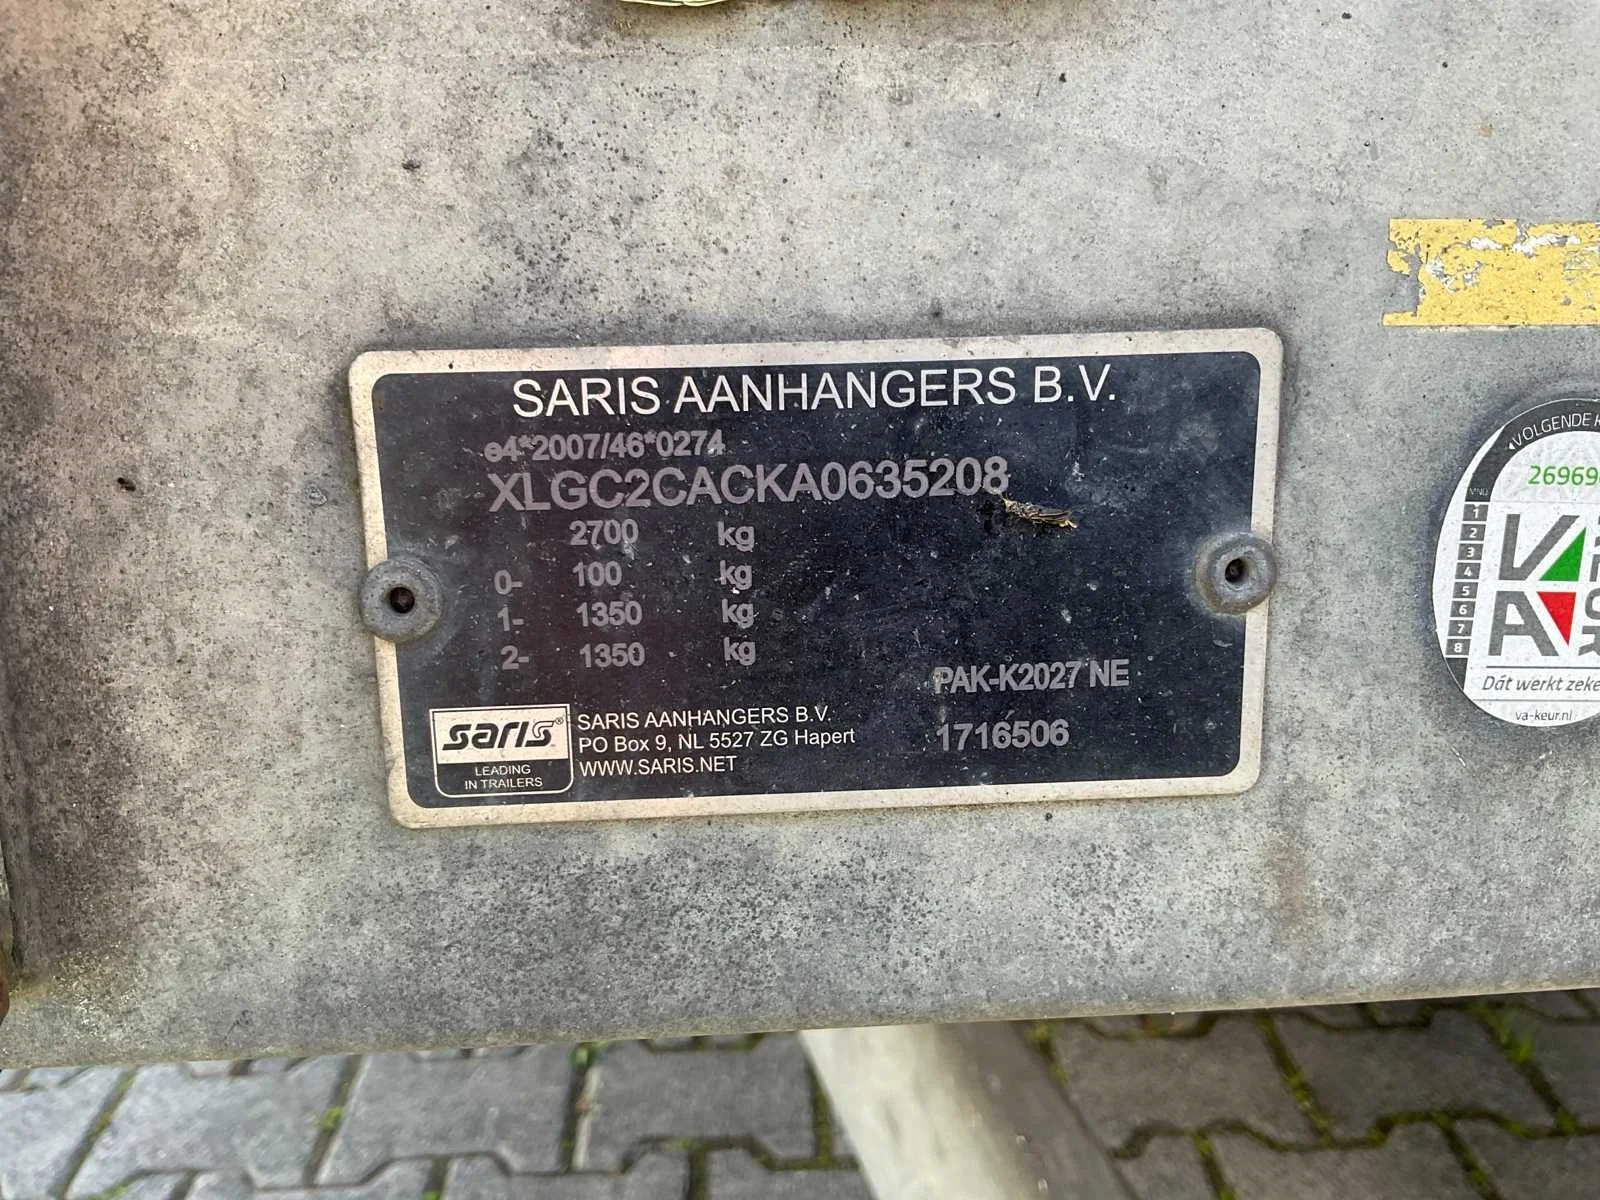 SARIS AANHANGERS B.V.
e4*2007/46*0274
XLGC2CACKA0635208
2700 kg
0- 100 kg
1- 1350 kg
2- 1350 kg
PAK-K2027 NE
1716506
saris®
LEADING
IN TRAILERS
SARIS AANHANGERS B.V.
PO Box 9, NL 5527 ZG Hapert
WWW.SARIS.NET
VOLGENDE
MND
1
2
3
4
5
6
7
8
VA
Dát werkt
va-keur.nl